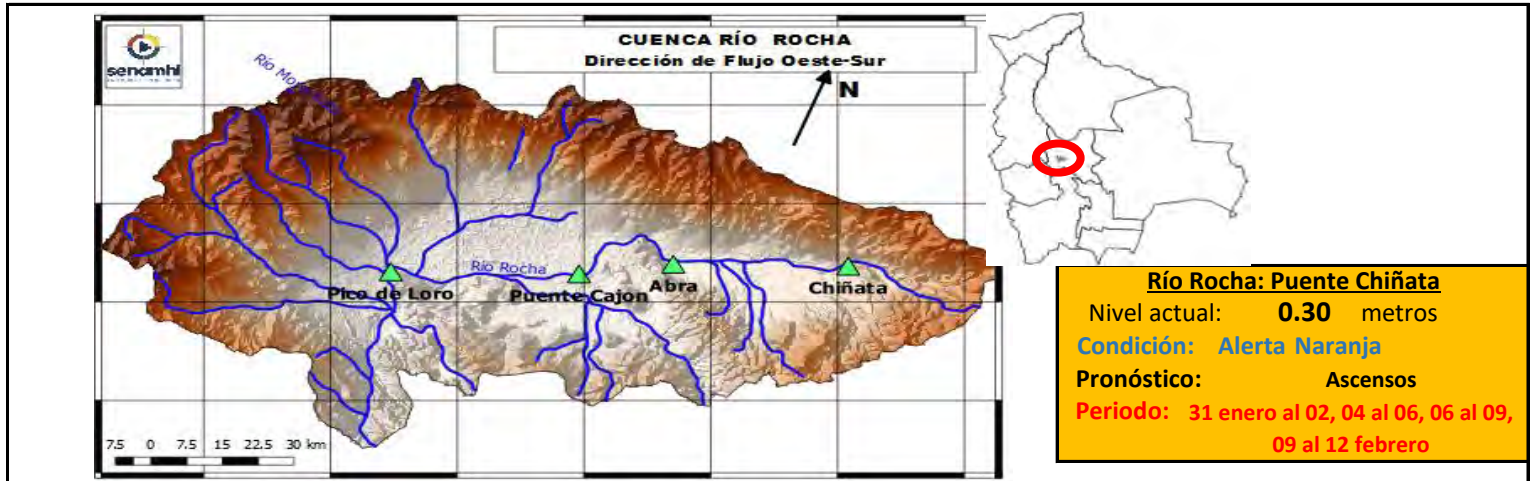 senamhi
CUENCA RÍO ROCHA
Dirección de Flujo Oeste-Sur
N
Río Rocha
Pico de Loro
Puente Cajon
Abra
Chiñata
7.5 0 7.5 15 22.5 30 km
Río Rocha: Puente Chiñata
Nivel actual: 0.30 metros
Condición: Alerta Naranja
Pronóstico: Ascensos
Periodo: 31 enero al 02, 04 al 06, 06 al 09,
09 al 12 febrero